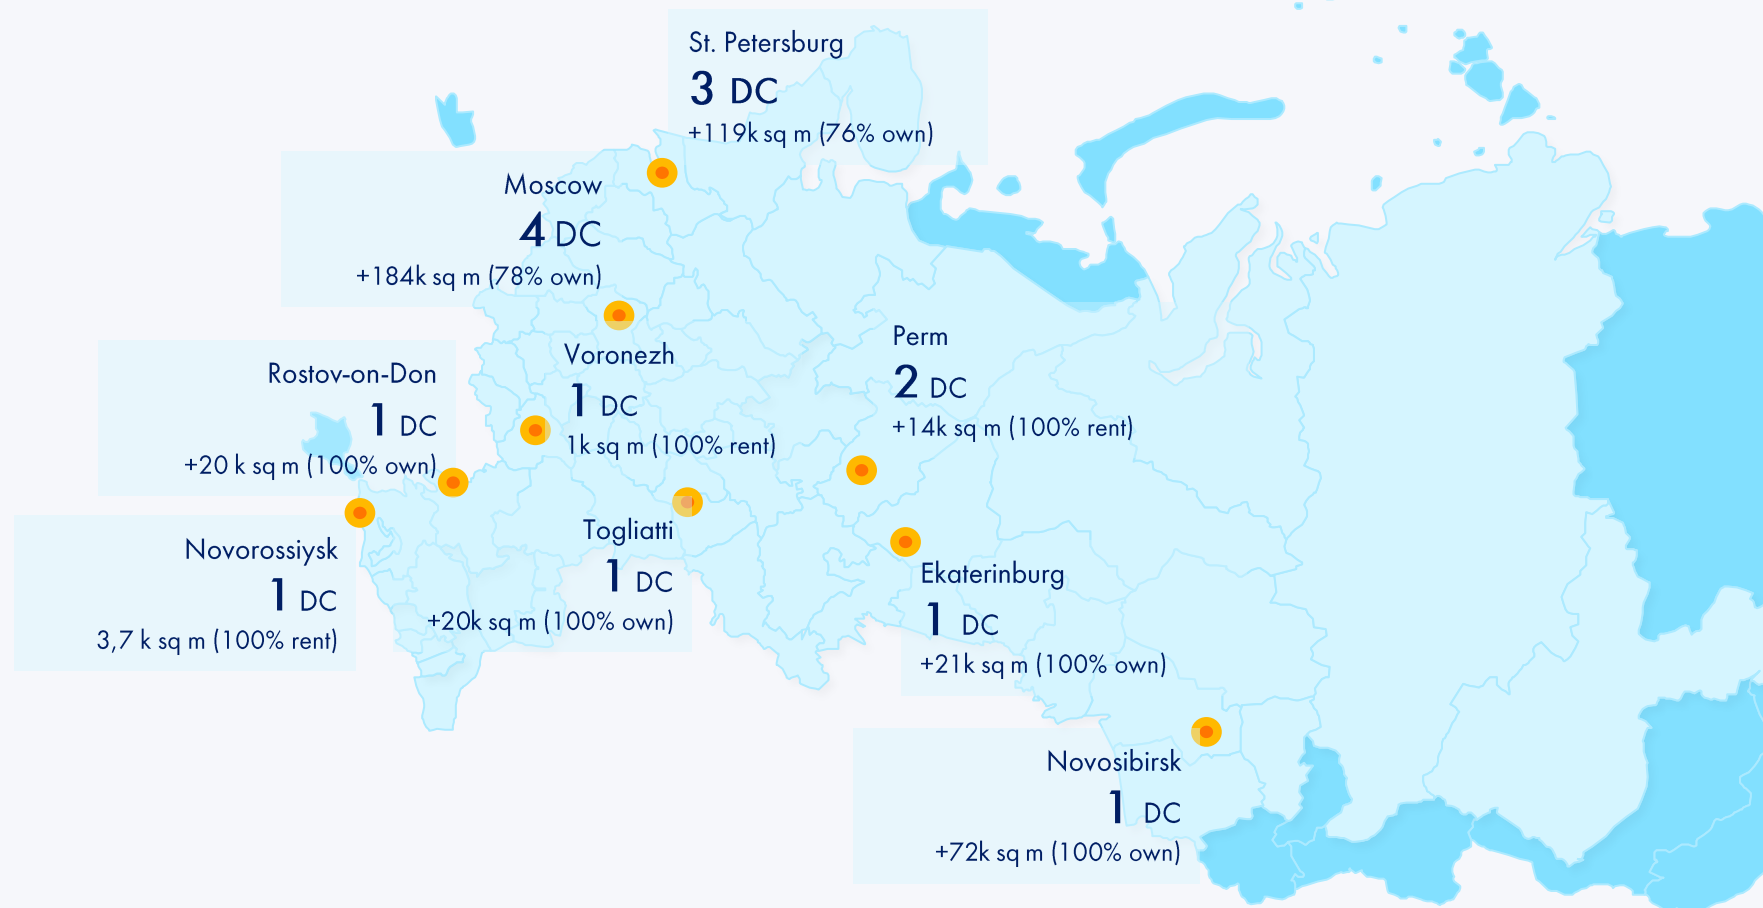 St. Petersburg
3 DC
+119k sq m (76% own)
Moscow
4 DC
+184k sq m (78% own)
Perm
2 DC
+14k sq m (100% rent)
Voronezh
1 DC
1k sq m (100% rent)
Rostov-on-Don
1 DC
+20 k sq m (100% own)
Novorossiysk
1 DC
3,7 k sq m (100% rent)
Togliatti
1 DC
+20k sq m (100% own)
Ekaterinburg
1 DC
+21k sq m (100% own)
Novosibirsk
1 DC
+72k sq m (100% own)